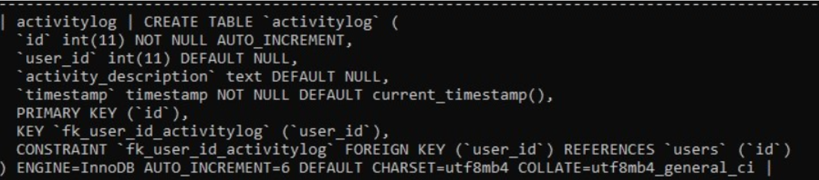 | activitylog | CREATE TABLE `activitylog` (
  `id` int(11) NOT NULL AUTO_INCREMENT,
  `user_id` int(11) DEFAULT NULL,
  `activity_description` text DEFAULT NULL,
  `timestamp` timestamp NOT NULL DEFAULT current_timestamp(),
  PRIMARY KEY (`id`),
  KEY `fk_user_id_activitylog` (`user_id`),
  CONSTRAINT `fk_user_id_activitylog` FOREIGN KEY (`user_id`) REFERENCES `users` (`id`)
) ENGINE=InnoDB AUTO_INCREMENT=6 DEFAULT CHARSET=utf8mb4 COLLATE=utf8mb4_general_ci |